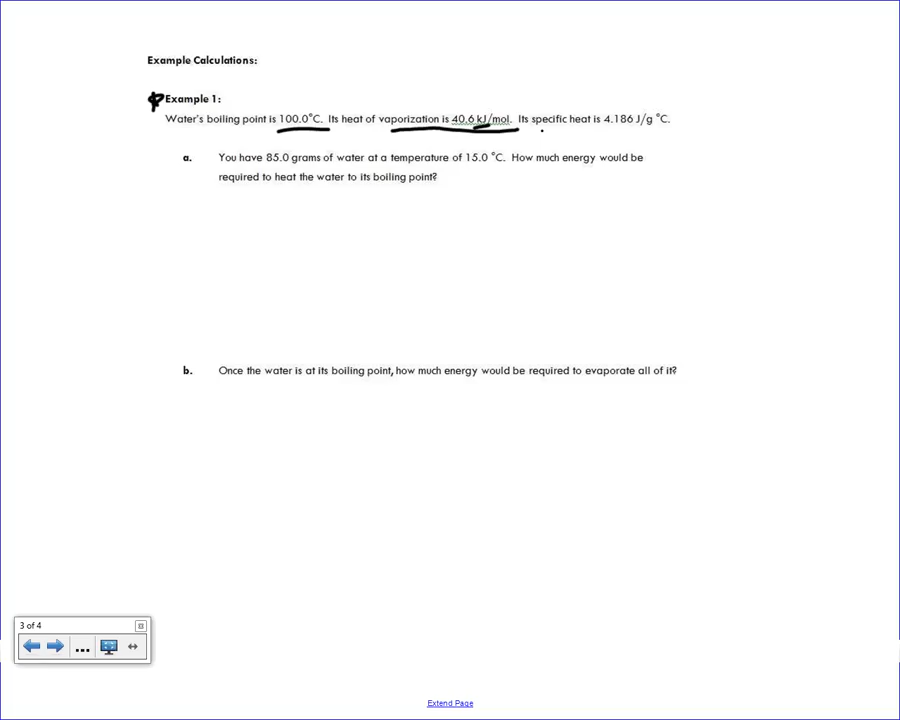 Example Calculations:
Example 1:
Water's boiling point is 100.0°C. Its heat of vaporization is 40.6 kJ/mol. Its specific heat is 4.186 J/g °C.
a. You have 85.0 grams of water at a temperature of 15.0 °C. How much energy would be
required to heat the water to its boiling point?
b. Once the water is at its boiling point, how much energy would be required to evaporate all of it?
3 of 4
...
Extend Page